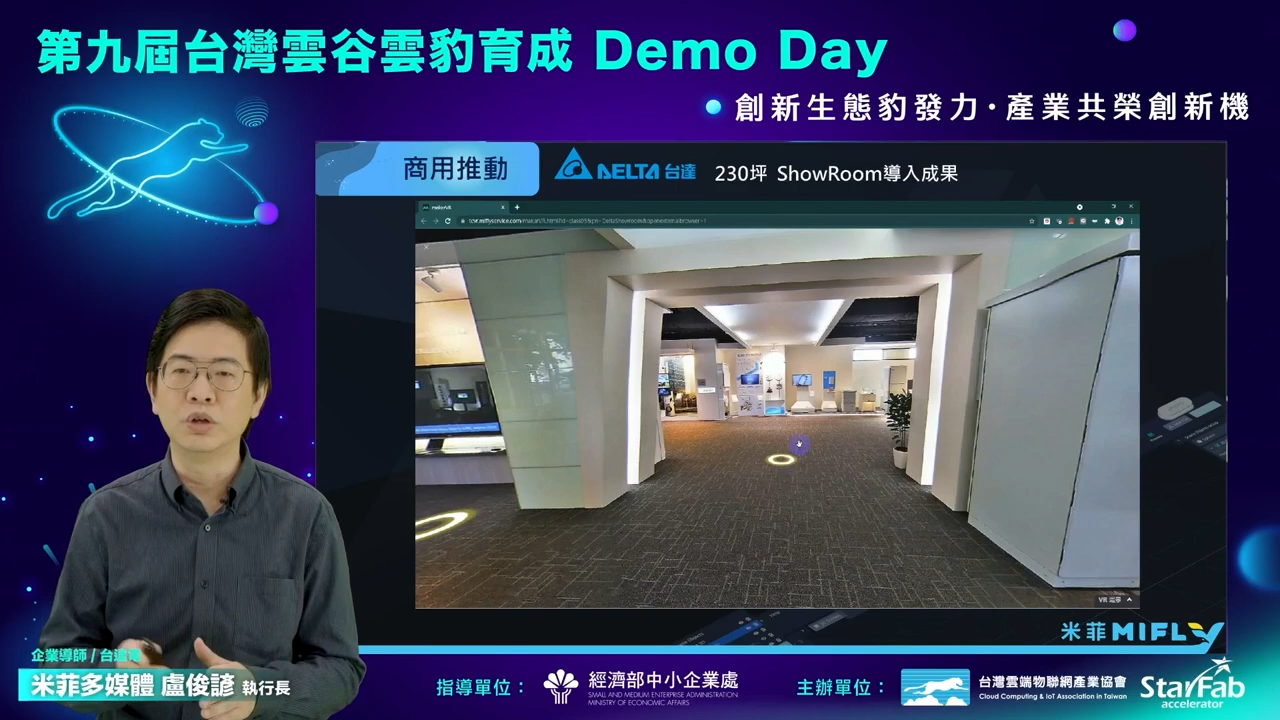 第九屆台灣雲谷雲豹育成 Demo Day
創新生態豹發力・產業共榮創新機
商用推動
DELTA 台達
230坪 ShowRoom導入成果
米菲MIFLY
企業導師 / 台達電
米菲多媒體 盧俊諺 執行長
指導單位：
經濟部中小企業處
SMALL AND MEDIUM ENTERPRISE ADMINISTRATION
MINISTRY OF ECONOMIC AFFAIRS
主辦單位：
台灣雲端物聯網產業協會
Cloud Computing & IoT Association in Taiwan
StarFab
accelerator